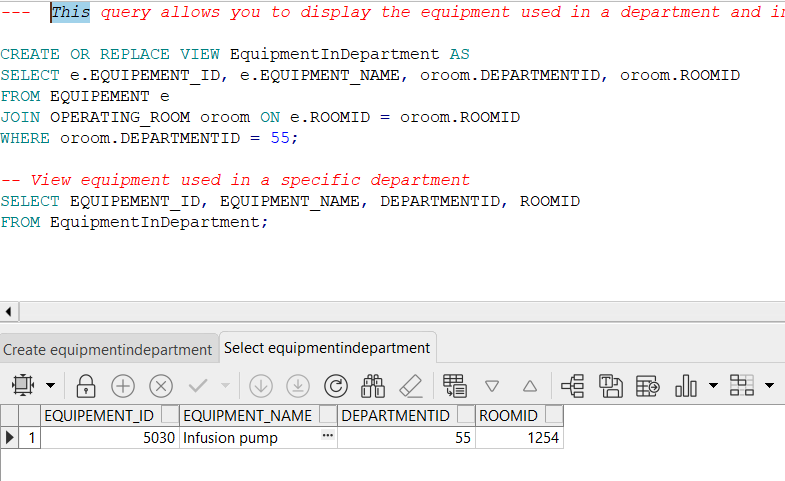 --- This query allows you to display the equipment used in a department and in
CREATE OR REPLACE VIEW EquipmentInDepartment AS
SELECT e.EQUIPEMENT_ID, e.EQUIPMENT_NAME, oroom.DEPARTMENTID, oroom.ROOMID
FROM EQUIPEMENT e
JOIN OPERATING_ROOM oroom ON e.ROOMID = oroom.ROOMID
WHERE oroom.DEPARTMENTID = 55;
-- View equipment used in a specific department
SELECT EQUIPEMENT_ID, EQUIPMENT_NAME, DEPARTMENTID, ROOMID
FROM EquipmentInDepartment;
Create equipmentindepartment Select equipmentindepartment
EQUIPEMENT_ID EQUIPMENT_NAME DEPARTMENTID ROOMID
1 5030 Infusion pump ... 55 1254